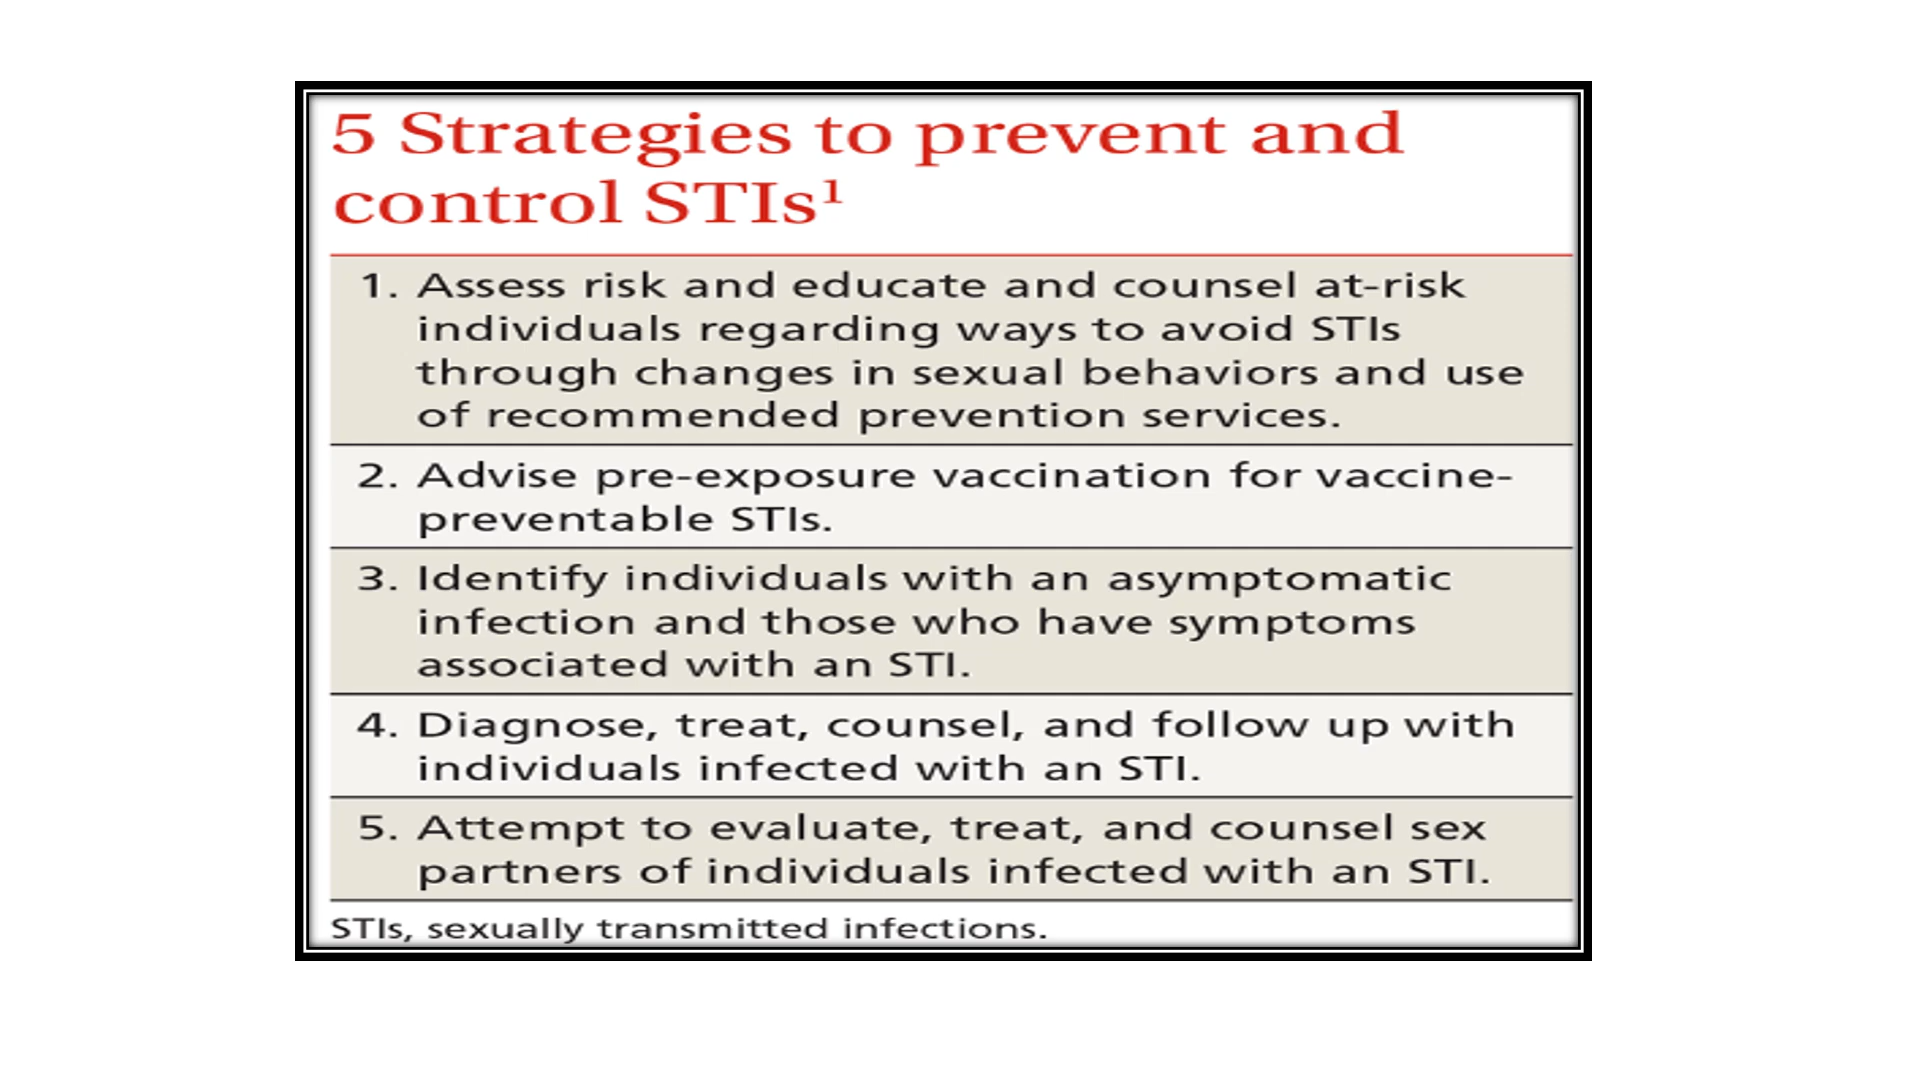 5 Strategies to prevent and
control STIs¹
1. Assess risk and educate and counsel at-risk
individuals regarding ways to avoid STIs
through changes in sexual behaviors and use
of recommended prevention services.
2. Advise pre-exposure vaccination for vaccine-
preventable STIs.
3. Identify individuals with an asymptomatic
infection and those who have symptoms
associated with an STI.
4. Diagnose, treat, counsel, and follow up with
individuals infected with an STI.
5. Attempt to evaluate, treat, and counsel sex
partners of individuals infected with an STI.
STIs, sexually transmitted infections.